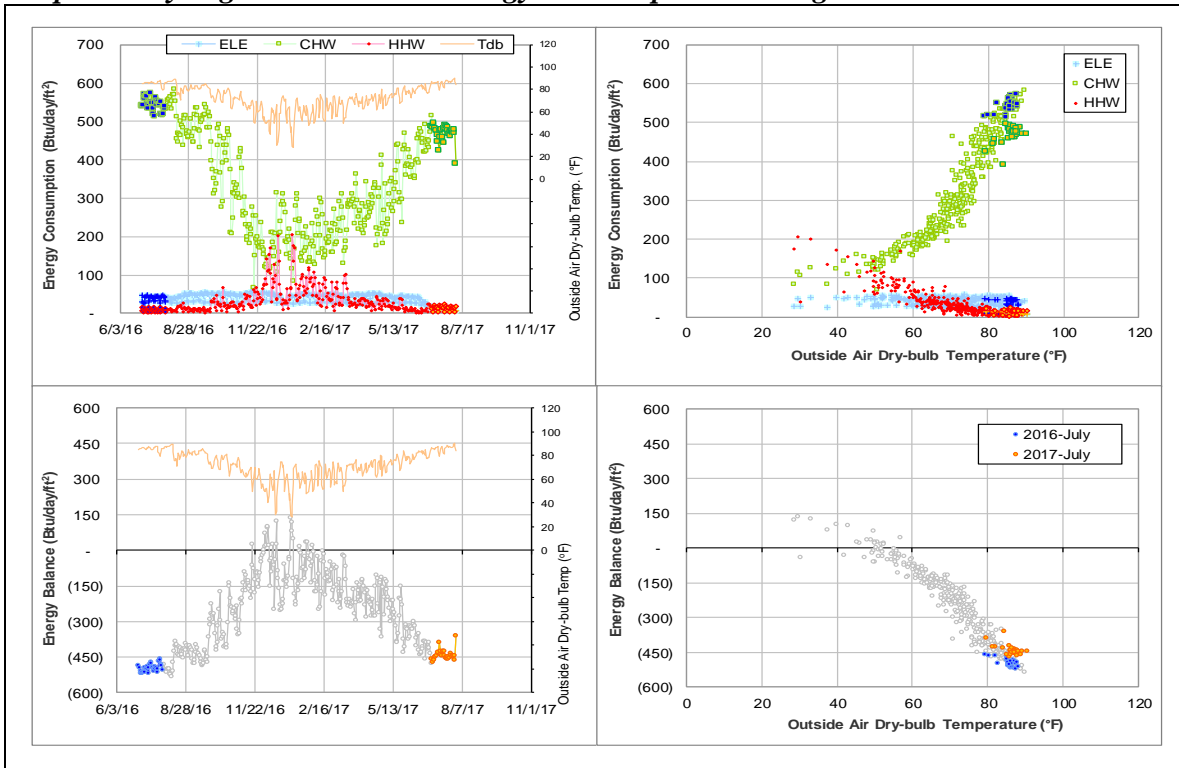 ELE CHW HHW Tdb
Energy Consumption (Btu/day/ft²)
700
600
500
400
300
200
100
-
120
100
80
60
40
20
0
Outside Air Dry-bulb Temp. (°F)
6/3/16 8/28/16 11/22/16 2/16/17 5/13/17 8/7/17 11/1/17
Energy Consumption (Btu/day/ft²)
700
600
500
400
300
200
100
-
ELE
CHW
HHW
0 20 40 60 80 100 120
Outside Air Dry-bulb Temperature (°F)
Energy Balance (Btu/day/ft²)
600
450
300
150
-
(150)
(300)
(450)
(600)
120
100
80
60
40
20
0
Outside Air Dry-bulb Temp (°F)
6/3/16 8/28/16 11/22/16 2/16/17 5/13/17 8/7/17 11/1/17
Energy Balance (Btu/day/ft²)
600
450
300
150
-
(150)
(300)
(450)
(600)
2016-July
2017-July
0 20 40 60 80 100 120
Outside Air Dry-bulb Temperature (°F)